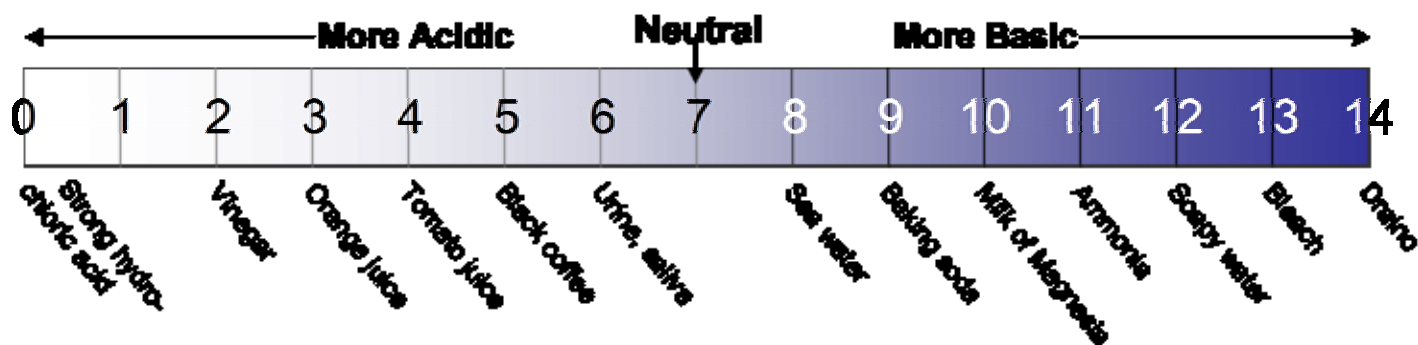 More Acidic Neutral More Basic
0 1 2 3 4 5 6 7 8 9 10 11 12 13 14
Strong hydro-
chloric acid
Vinegar
Orange juice
Tomato juice
Black coffee
Urine, saliva
Sea water
Baking soda
Milk of Magnesia
Ammonia
Soapy water
Bleach
Draino